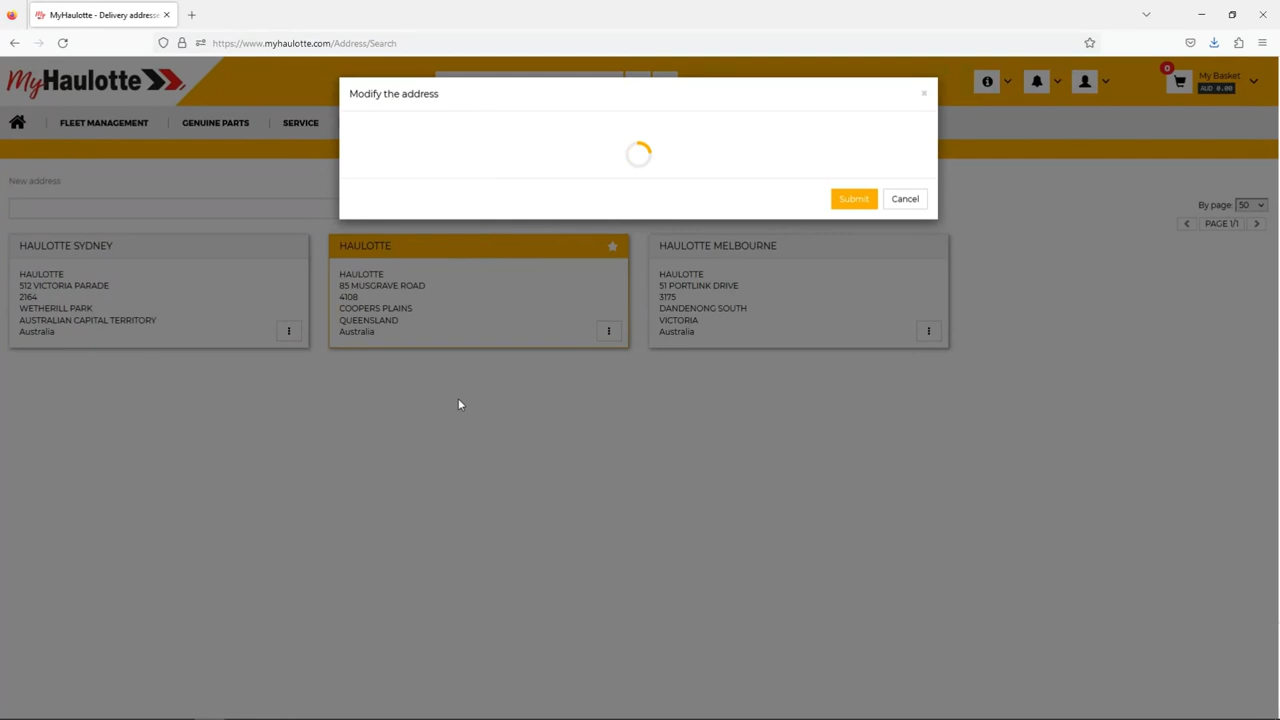 MyHaulotte - Delivery addresse
https://www.myhaulotte.com/Address/Search
MyHaulotte
0
My Basket
AUD 0.00
FLEET MANAGEMENT
GENUINE PARTS
SERVICE
Modify the address
×
Submit
Cancel
New address
By page: 50
PAGE 1/1
HAULOTTE SYDNEY
HAULOTTE
512 VICTORIA PARADE
2164
WETHERILL PARK
AUSTRALIAN CAPITAL TERRITORY
Australia
HAULOTTE
HAULOTTE
85 MUSGRAVE ROAD
4108
COOPERS PLAINS
QUEENSLAND
Australia
HAULOTTE MELBOURNE
HAULOTTE
51 PORTLINK DRIVE
3175
DANDENONG SOUTH
VICTORIA
Australia